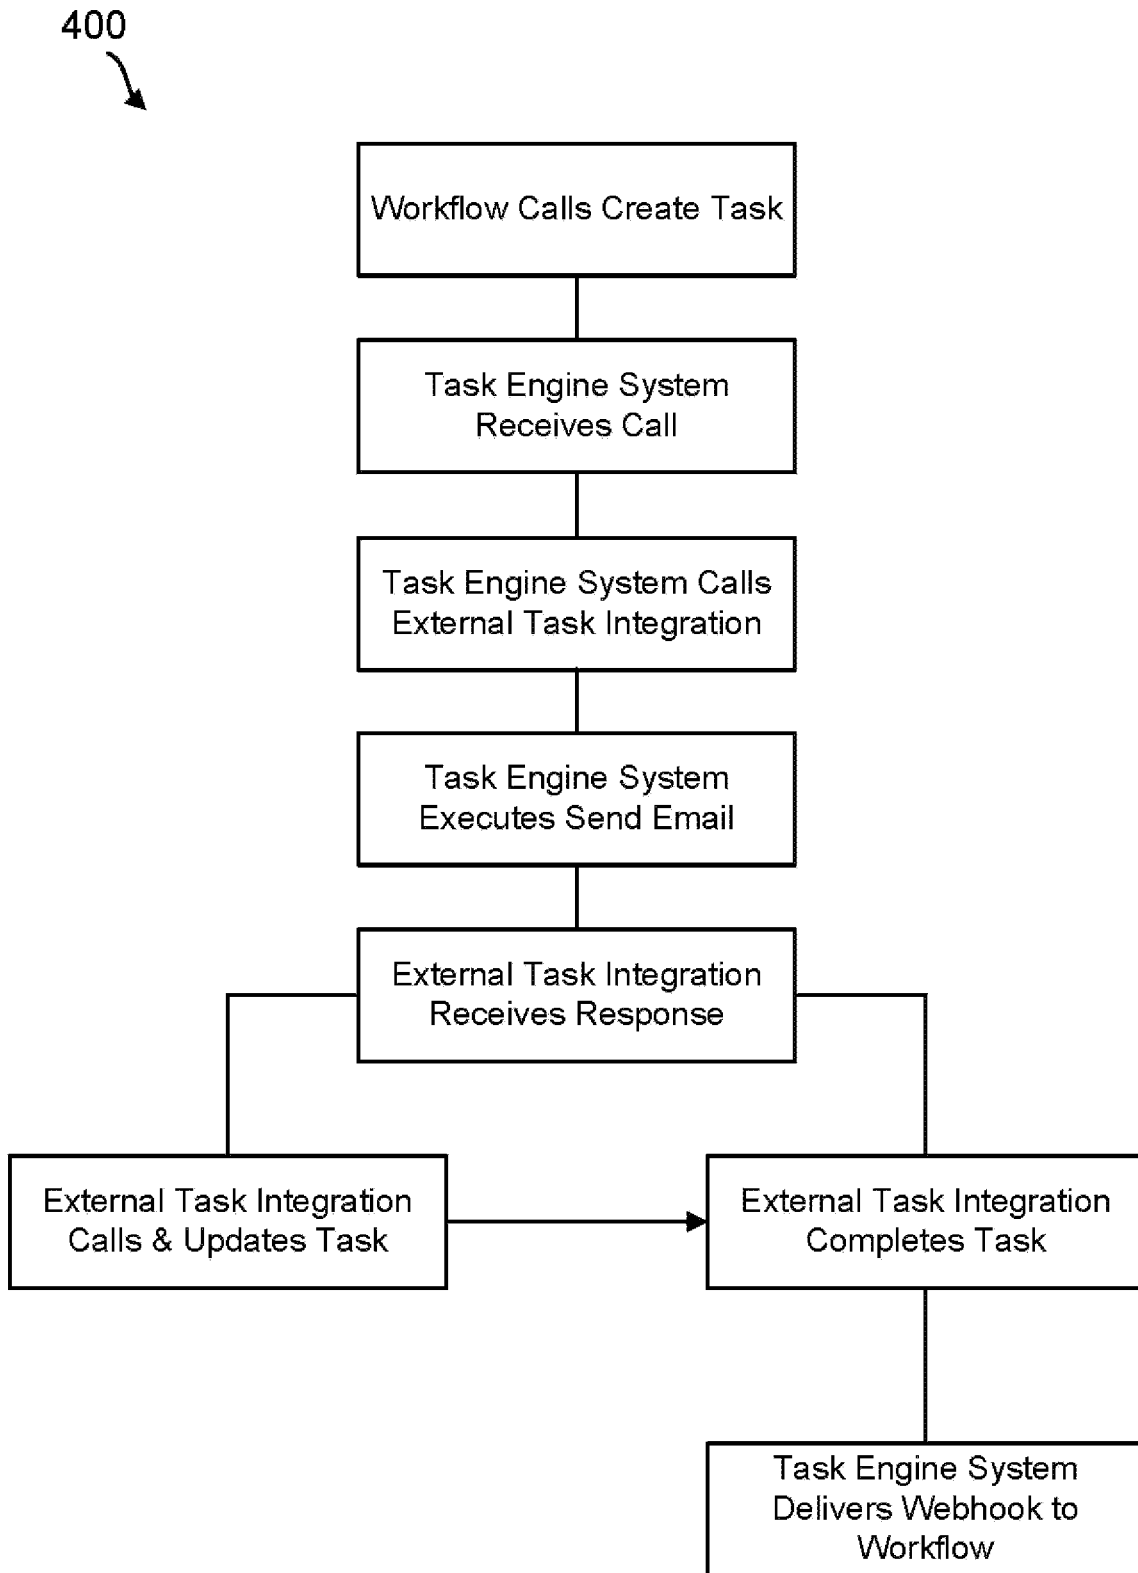 400
Workflow Calls Create Task
Task Engine System
Receives Call
Task Engine System Calls
External Task Integration
Task Engine System
Executes Send Email
External Task Integration
Receives Response
External Task Integration
Calls & Updates Task
External Task Integration
Completes Task
Task Engine System
Delivers Webhook to
Workflow